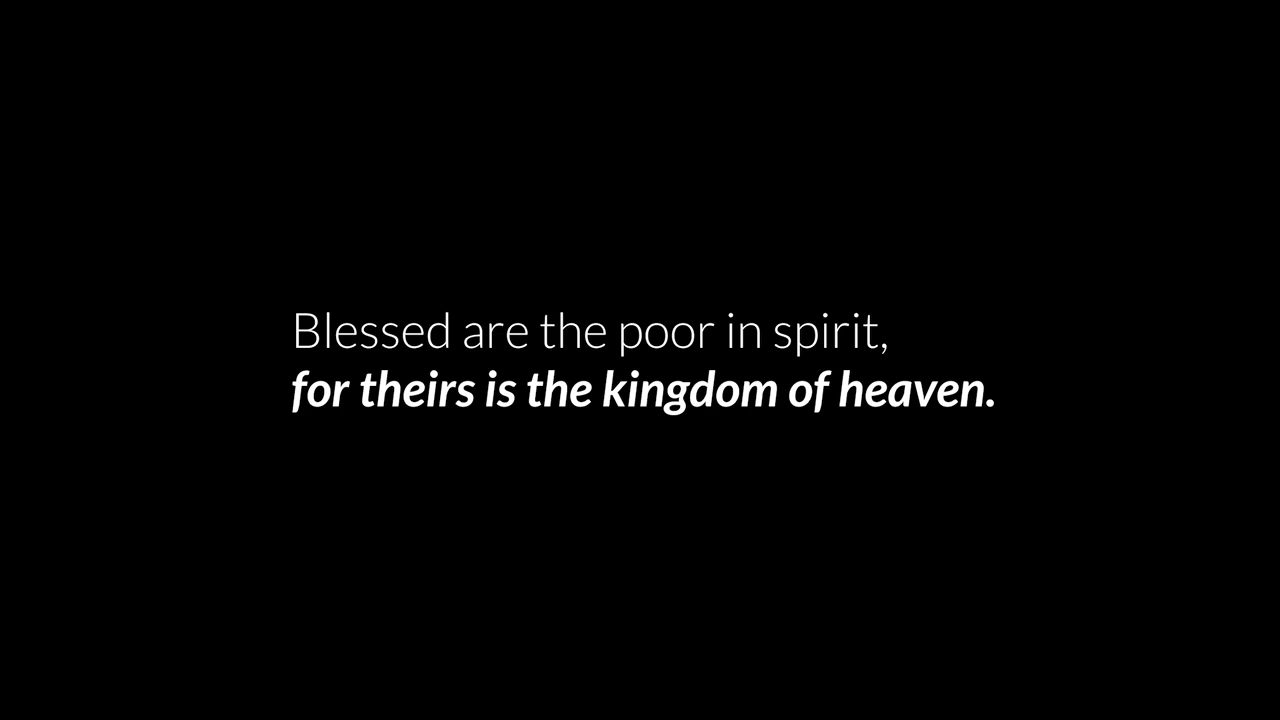 Blessed are the poor in spirit,
for theirs is the kingdom of heaven.